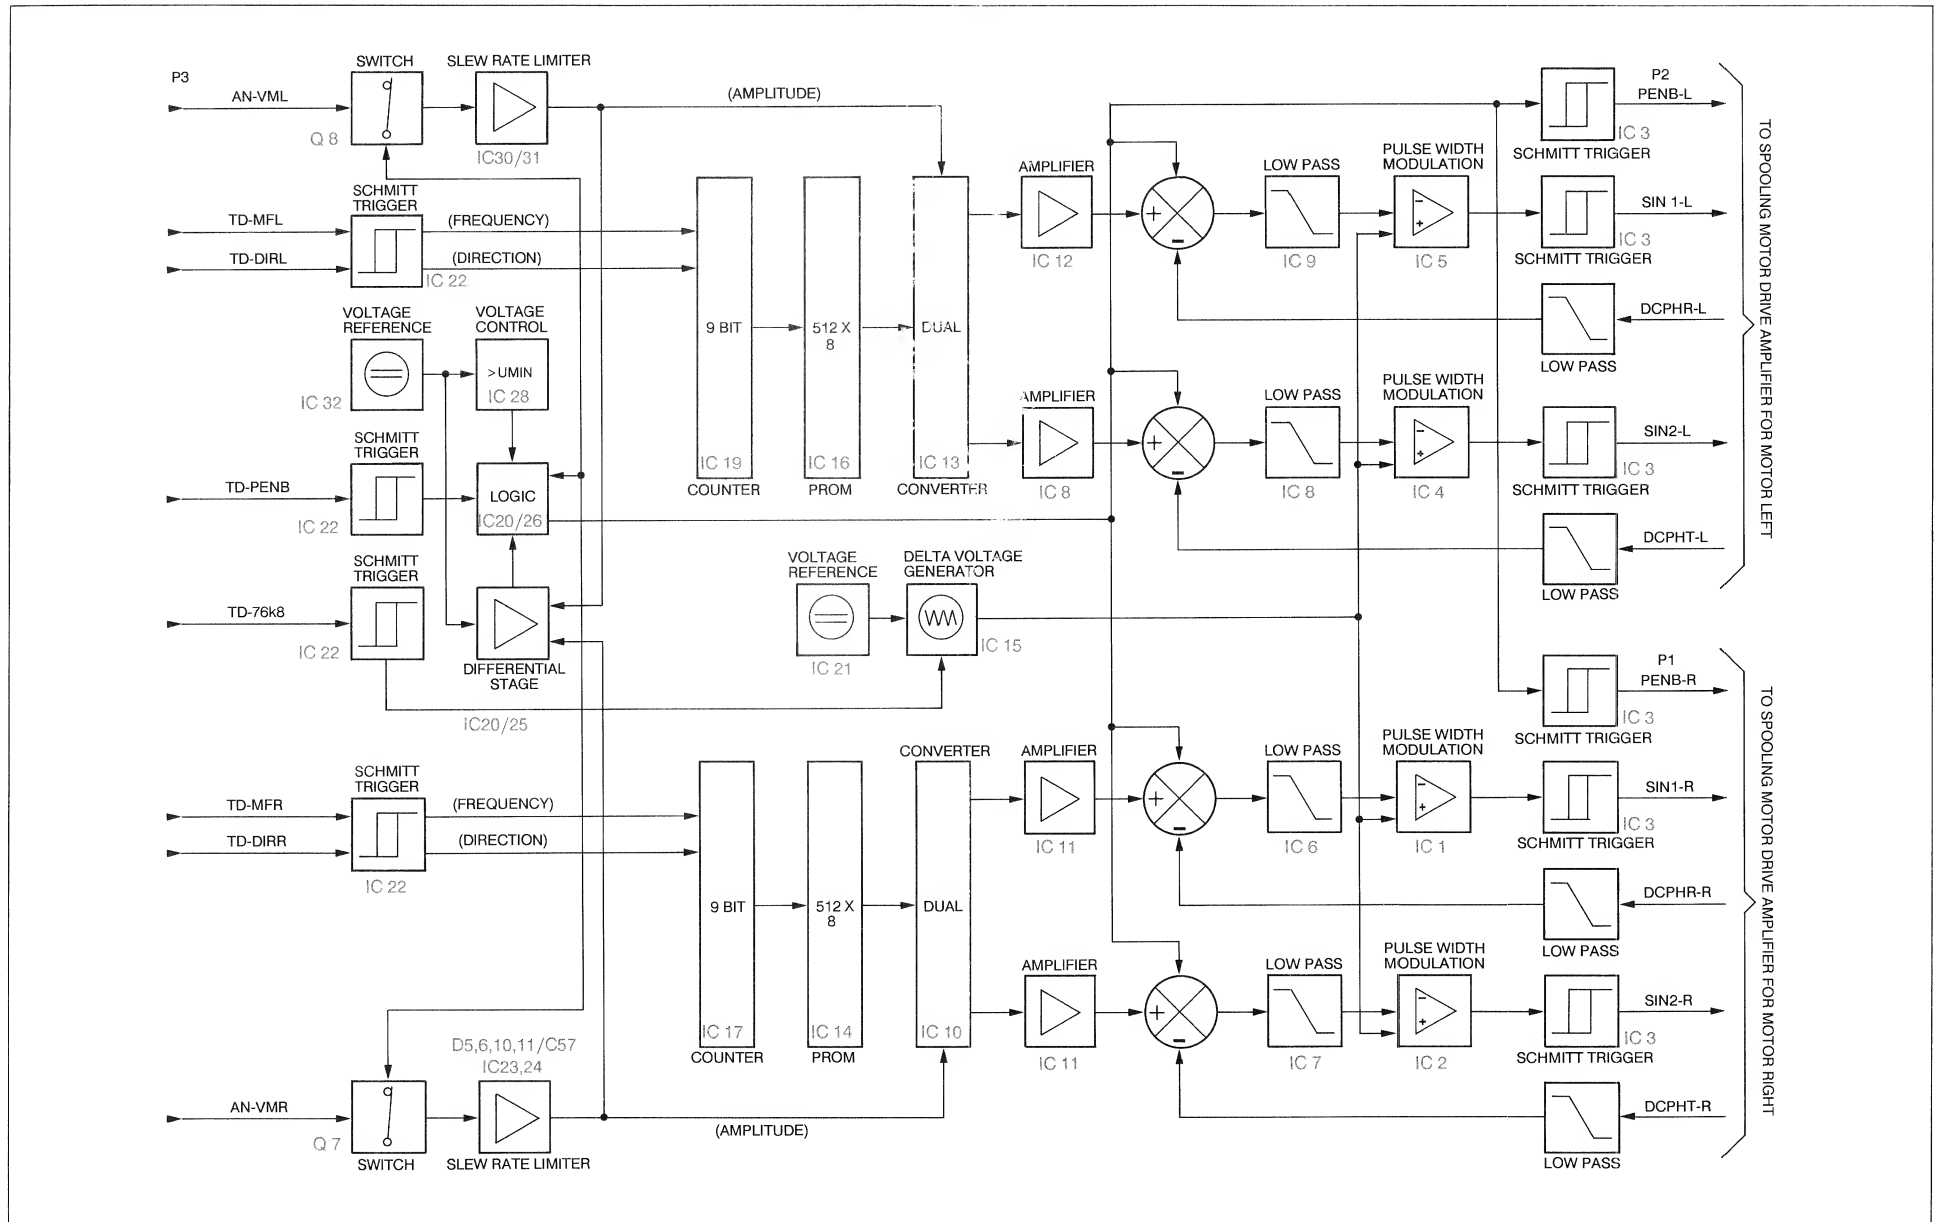 P3
AN-VML
SWITCH
Q 8
SLEW RATE LIMITER
IC30/31
(AMPLITUDE)
SCHMITT
TRIGGER
TD-MFL
TD-DIRL
IC 22
(FREQUENCY)
(DIRECTION)
VOLTAGE
REFERENCE
IC 32
VOLTAGE
CONTROL
>UMIN
IC 28
SCHMITT
TRIGGER
TD-PENB
IC 22
LOGIC
IC20/26
SCHMITT
TRIGGER
TD-76k8
IC 22
DIFFERENTIAL
STAGE
IC20/25
9 BIT
IC 19
COUNTER
512 X
8
IC 16
PROM
DUAL
IC 13
CONVERTER
VOLTAGE
REFERENCE
IC 21
DELTA VOLTAGE
GENERATOR
IC 15
AMPLIFIER
IC 12
+
-
LOW PASS
IC 9
PULSE WIDTH
MODULATION
-
+
IC 5
P2
PENB-L
IC 3
SCHMITT TRIGGER
SIN 1-L
IC 3
SCHMITT TRIGGER
DCPHR-L
LOW PASS
AMPLIFIER
IC 8
+
-
LOW PASS
IC 8
PULSE WIDTH
MODULATION
-
+
IC 4
SIN2-L
IC 3
SCHMITT TRIGGER
DCPHT-L
LOW PASS
TO SPOOLING MOTOR DRIVE AMPLIFIER FOR MOTOR LEFT
SCHMITT
TRIGGER
TD-MFR
TD-DIRR
IC 22
(FREQUENCY)
(DIRECTION)
AN-VMR
Q 7
SWITCH
D5,6,10,11/C57
IC23,24
SLEW RATE LIMITER
(AMPLITUDE)
9 BIT
IC 17
COUNTER
512 X
8
IC 14
PROM
CONVERTER
DUAL
IC 10
P1
PENB-R
IC 3
SCHMITT TRIGGER
AMPLIFIER
IC 11
+
-
LOW PASS
IC 6
PULSE WIDTH
MODULATION
-
+
IC 1
SIN1-R
IC 3
SCHMITT TRIGGER
DCPHR-R
LOW PASS
AMPLIFIER
IC 11
+
-
LOW PASS
IC 7
PULSE WIDTH
MODULATION
-
+
IC 2
SIN2-R
IC 3
SCHMITT TRIGGER
DCPHT-R
LOW PASS
TO SPOOLING MOTOR DRIVE AMPLIFIER FOR MOTOR RIGHT